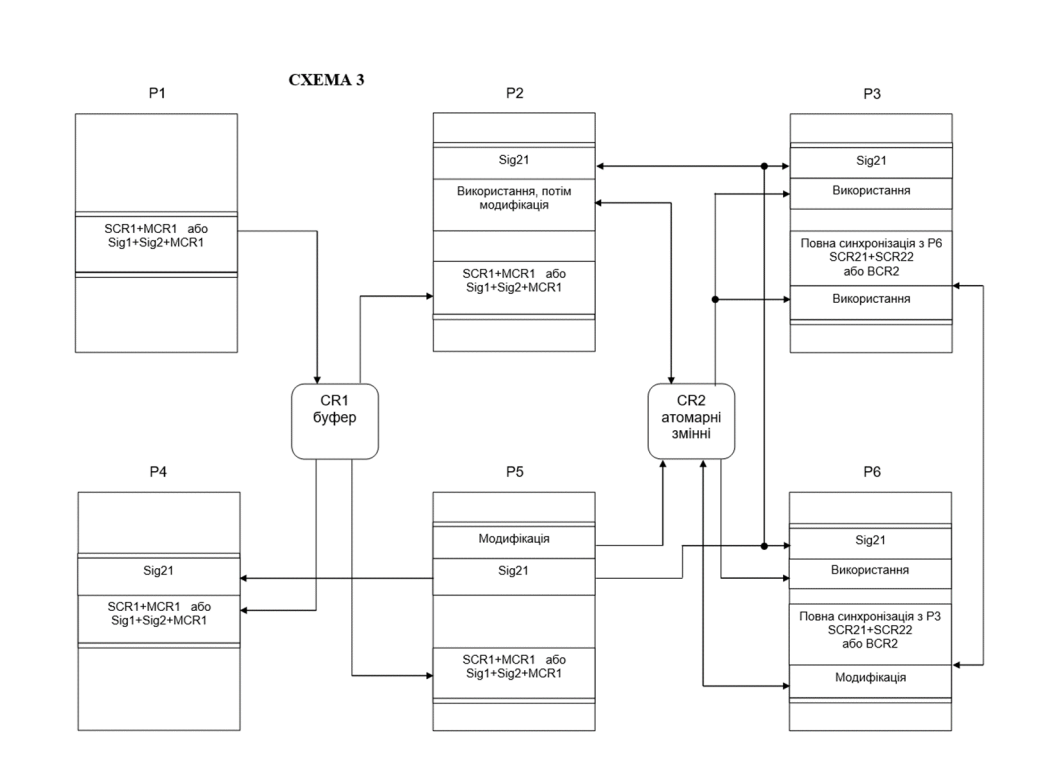 СХЕМА 3
P1
P2
P3
SCR1+MCR1 або
Sig1+Sig2+MCR1
Sig21
Використання, потім
модифікація
SCR1+MCR1 або
Sig1+Sig2+MCR1
Sig21
Використання
Повна синхронізація з P6
SCR21+SCR22
або BCR2
Використання
CR1
буфер
CR2
атомарні
змінні
P4
P5
P6
Sig21
SCR1+MCR1 або
Sig1+Sig2+MCR1
Модифікація
Sig21
SCR1+MCR1 або
Sig1+Sig2+MCR1
Sig21
Використання
Повна синхронізація з P3
SCR21+SCR22
або BCR2
Модифікація